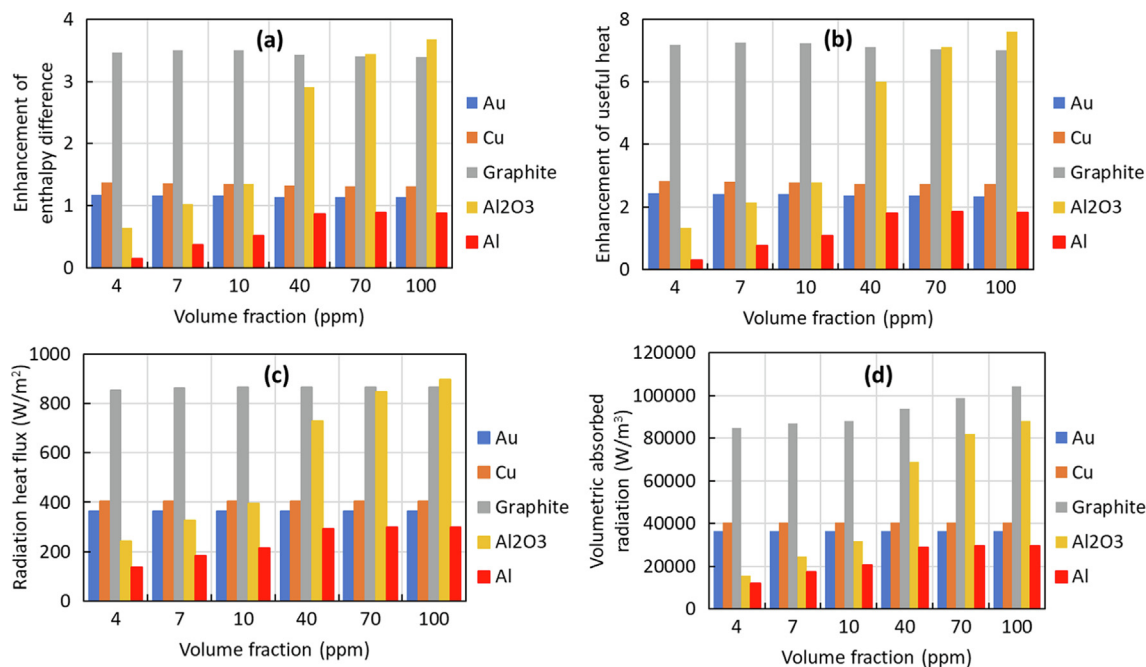 (a)
Enhancement of
enthalpy difference
4
3
2
1
0
4 7 10 40 70 100
Volume fraction (ppm)
Au
Cu
Graphite
Al2O3
Al
(b)
Enhancement of useful heat
8
6
4
2
0
4 7 10 40 70 100
Volume fraction (ppm)
Au
Cu
Graphite
Al2O3
Al
(c)
Radiation heat flux (W/m²)
1000
800
600
400
200
0
4 7 10 40 70 100
Volume fraction (ppm)
Au
Cu
Graphite
Al2O3
Al
(d)
Volumetric absorbed
radiation (W/m³)
120000
100000
80000
60000
40000
20000
0
4 7 10 40 70 100
Volume fraction (ppm)
Au
Cu
Graphite
Al2O3
Al